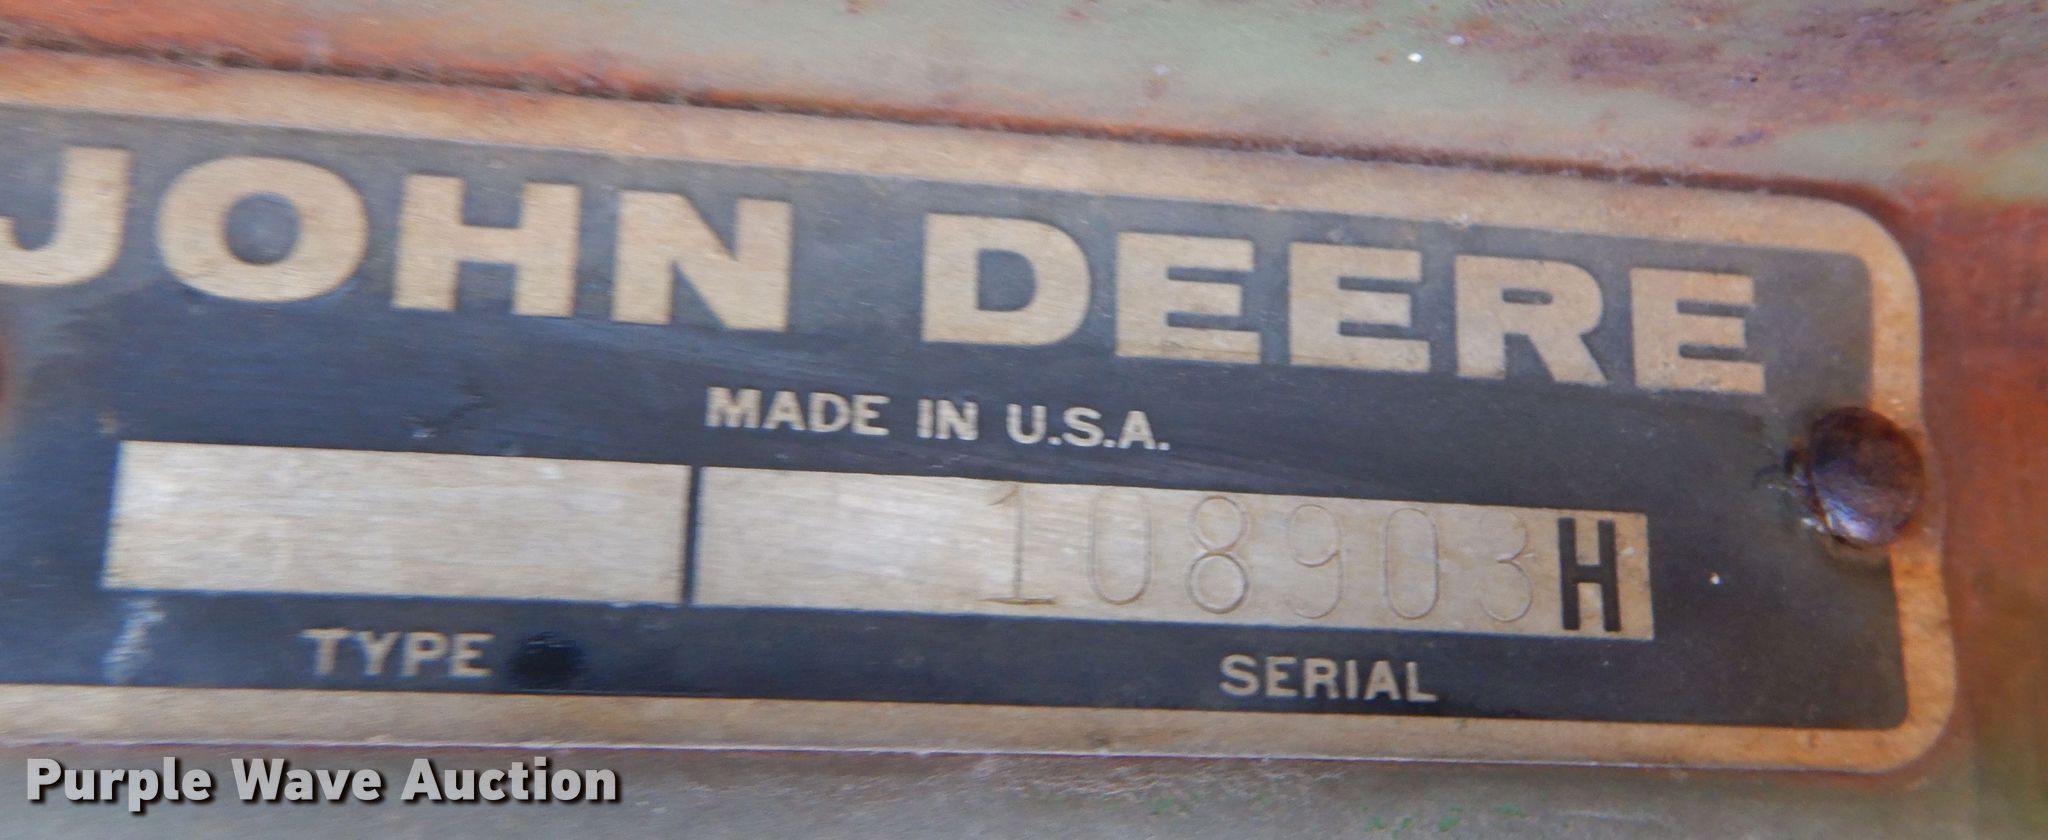 JOHN DEERE
MADE IN U.S.A.
108903H
TYPE SERIAL
Purple Wave Auction